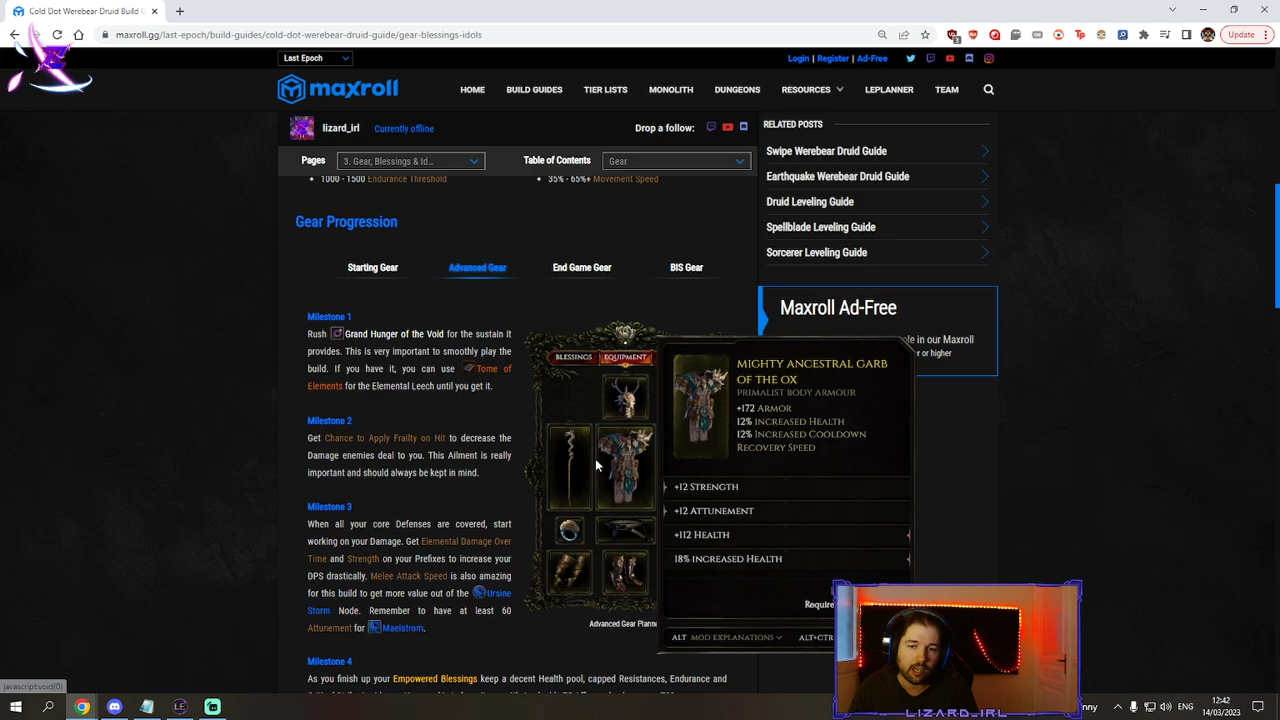 Cold Dot Werebear Druid Build G
maxroll.gg/last-epoch/build-guides/cold-dot-werebear-druid-guide/gear-blessings-idols
3
Tp
Update
Last Epoch
Login | Register | Ad-Free
maxroll
HOME
BUILD GUIDES
TIER LISTS
MONOLITH
DUNGEONS
RESOURCES
LEPLANNER
TEAM
lizard_irl
Currently offline
Drop a follow:
Pages
3. Gear, Blessings & Id...
Table of Contents
Gear
• 1000 - 1500 Endurance Threshold
• 35% - 65%+ Movement Speed
Gear Progression
Starting Gear
Advanced Gear
End Game Gear
BIS Gear
Milestone 1
Rush Grand Hunger of the Void for the sustain it
provides. This is very important to smoothly play the
build. If you have it, you can use Tome of
Elements for the Elemental Leech until you get it.
Milestone 2
Get Chance to Apply Frailty on Hit to decrease the
Damage enemies deal to you. This Ailment is really
important and should always be kept in mind.
Milestone 3
When all your core Defenses are covered, start
working on your Damage. Get Elemental Damage Over
Time and Strength on your Prefixes to increase your
DPS drastically. Melee Attack Speed is also amazing
for this build to get more value out of the Ursine
Storm Node. Remember to have at least 60
Attunement for Maelstrom.
Milestone 4
As you finish up your Empowered Blessings keep a decent Health pool, capped Resistances, Endurance and
BLESSINGS
EQUIPMENT
Advanced Gear Planne
MIGHTY ANCESTRAL GARB
OF THE OX
PRIMALIST BODY ARMOUR
+172 ARMOR
12% INCREASED HEALTH
12% INCREASED COOLDOWN
RECOVERY SPEED
+12 STRENGTH
+12 ATTUNEMENT
+112 HEALTH
18% INCREASED HEALTH
Require
ALT MOD EXPLANATIONS
ALT+CTR
RELATED POSTS
Swipe Werebear Druid Guide
Earthquake Werebear Druid Guide
Druid Leveling Guide
Spellblade Leveling Guide
Sorcerer Leveling Guide
Maxroll Ad-Free
ole in our Maxroll
r or higher
LIZARD_IRL
javascript:void(0)
nny
ENG
12:42
14/03/2023